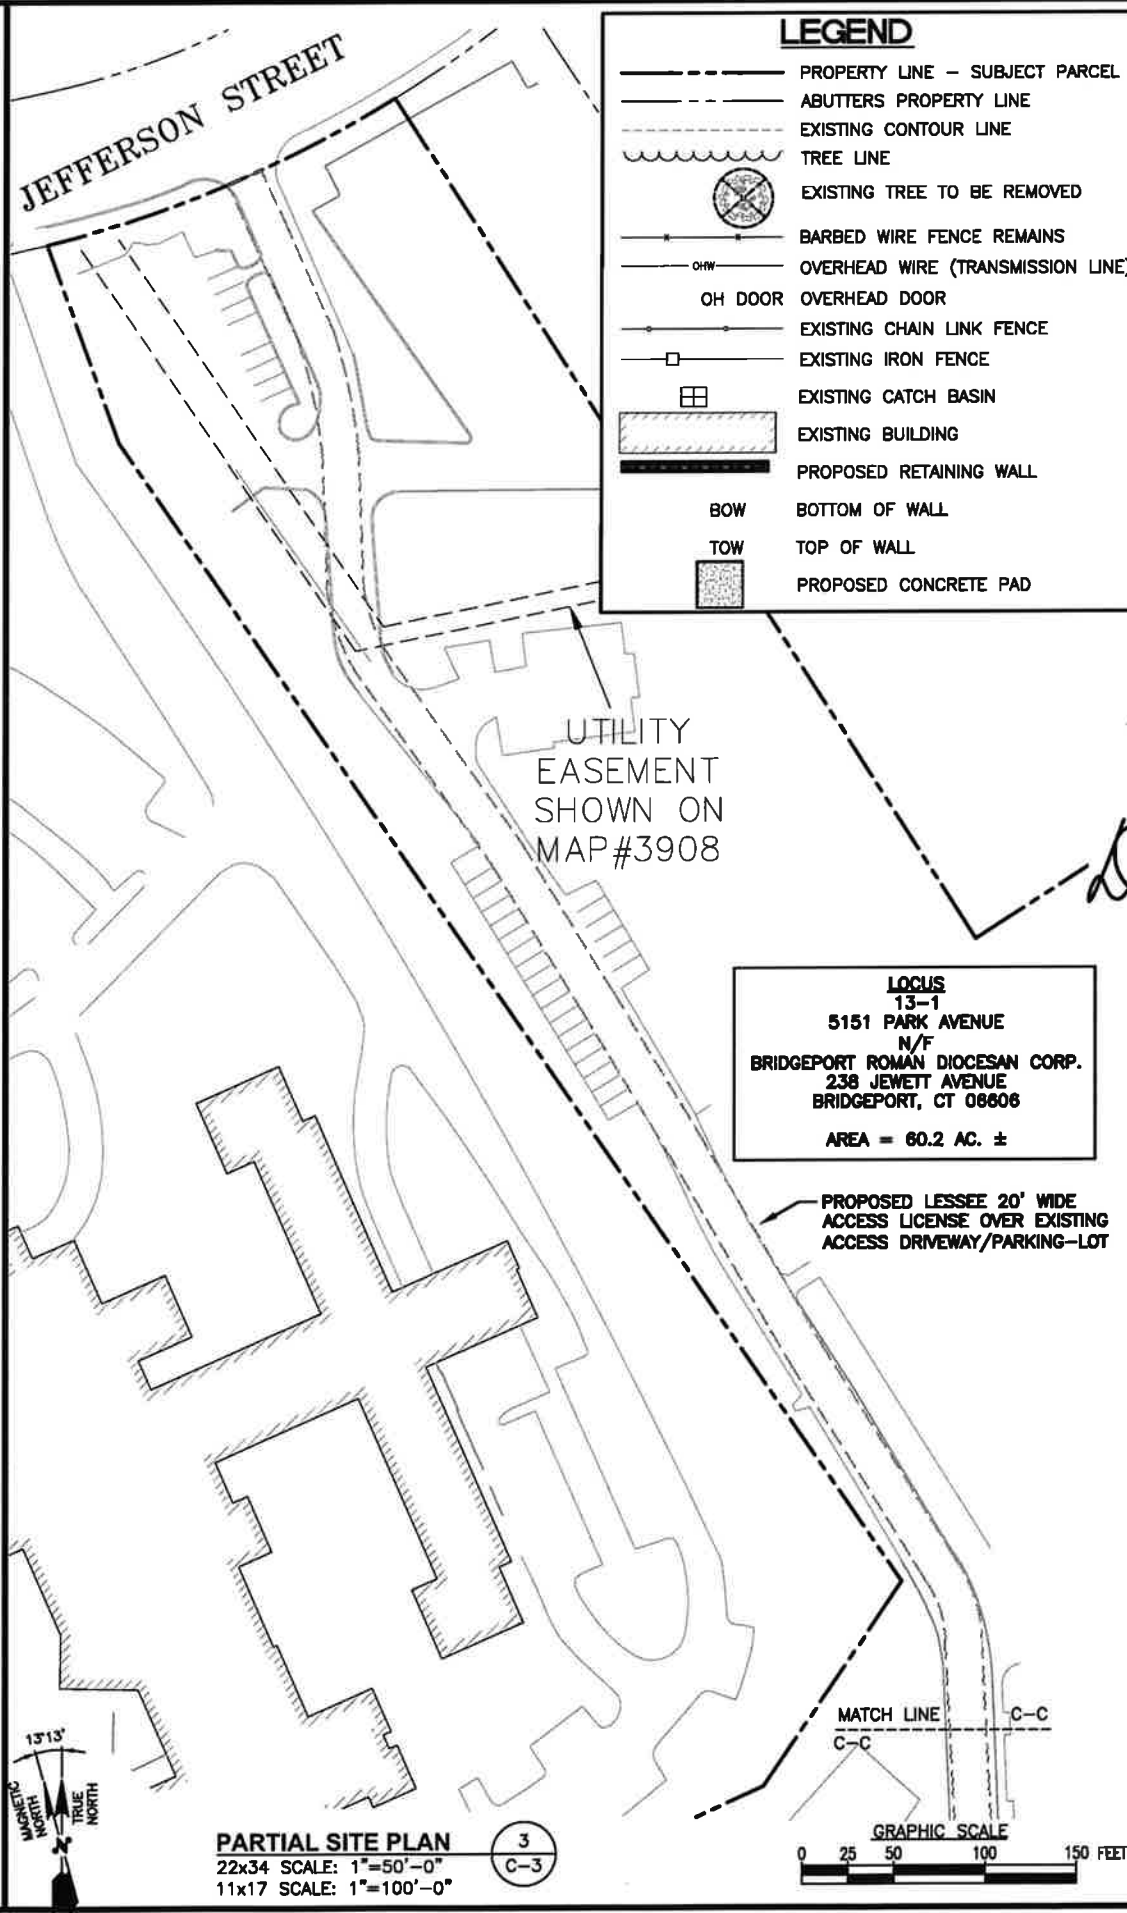 JEFFERSON STREET
LEGEND
PROPERTY LINE - SUBJECT PARCEL
ABUTTERS PROPERTY LINE
EXISTING CONTOUR LINE
TREE LINE
EXISTING TREE TO BE REMOVED
BARBED WIRE FENCE REMAINS
OHW OVERHEAD WIRE (TRANSMISSION LINE)
OH DOOR OVERHEAD DOOR
EXISTING CHAIN LINK FENCE
EXISTING IRON FENCE
EXISTING CATCH BASIN
EXISTING BUILDING
PROPOSED RETAINING WALL
BOW BOTTOM OF WALL
TOW TOP OF WALL
PROPOSED CONCRETE PAD
UTILITY
EASEMENT
SHOWN ON
MAP#3908
LOCUS
13-1
5151 PARK AVENUE
N/F
BRIDGEPORT ROMAN DIOCESAN CORP.
238 JEWETT AVENUE
BRIDGEPORT, CT 06606
AREA = 60.2 AC. ±
PROPOSED LESSEE 20' WIDE
ACCESS LICENSE OVER EXISTING
ACCESS DRIVEWAY/PARKING-LOT
MATCH LINE C-C
C-C
13°13'
MAGNETIC NORTH
TRUE NORTH
N
PARTIAL SITE PLAN
22x34 SCALE: 1"=50'-0"
11x17 SCALE: 1"=100'-0"
3
C-3
GRAPHIC SCALE
0 25 50 100 150 FEET